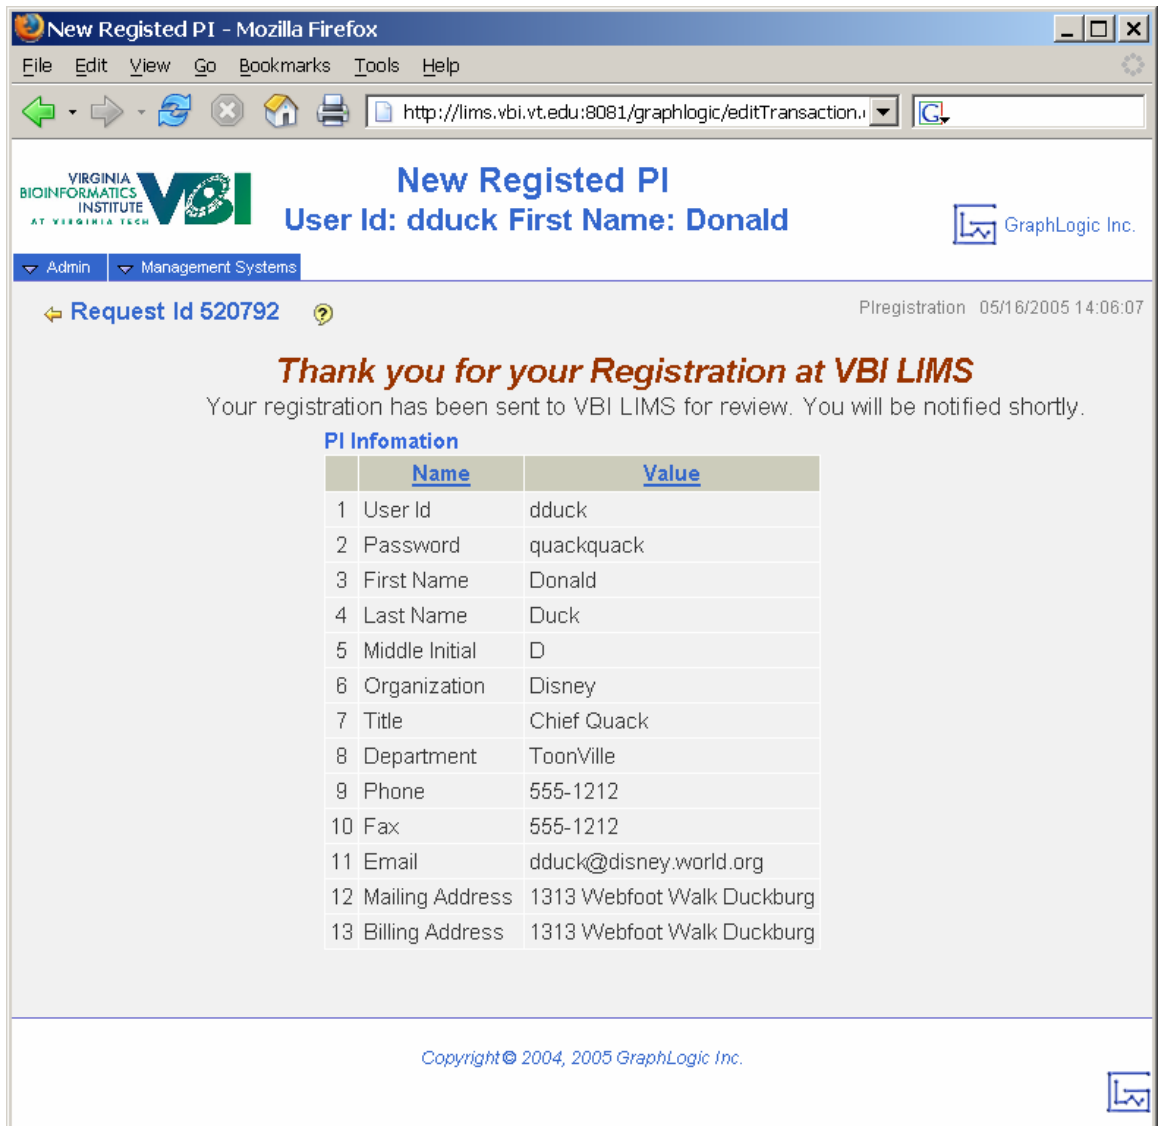 New Registed PI - Mozilla Firefox
File Edit View Go Bookmarks Tools Help
http://lims.vbi.vt.edu:8081/graphlogic/editTransaction.
G
VIRGINIA
BIOINFORMATICS
INSTITUTE
AT VIRGINIA TECH
VBI
New Registed PI
User Id: dduck First Name: Donald
GraphLogic Inc.
Admin Management Systems
Request Id 520792 ? PIregistration 05/16/2005 14:06:07
Thank you for your Registration at VBI LIMS
Your registration has been sent to VBI LIMS for review. You will be notified shortly.
PI Infomation
Name Value
1 User Id dduck
2 Password quackquack
3 First Name Donald
4 Last Name Duck
5 Middle Initial D
6 Organization Disney
7 Title Chief Quack
8 Department ToonVille
9 Phone 555-1212
10 Fax 555-1212
11 Email dduck@disney.world.org
12 Mailing Address 1313 Webfoot Walk Duckburg
13 Billing Address 1313 Webfoot Walk Duckburg
Copyright© 2004, 2005 GraphLogic Inc.